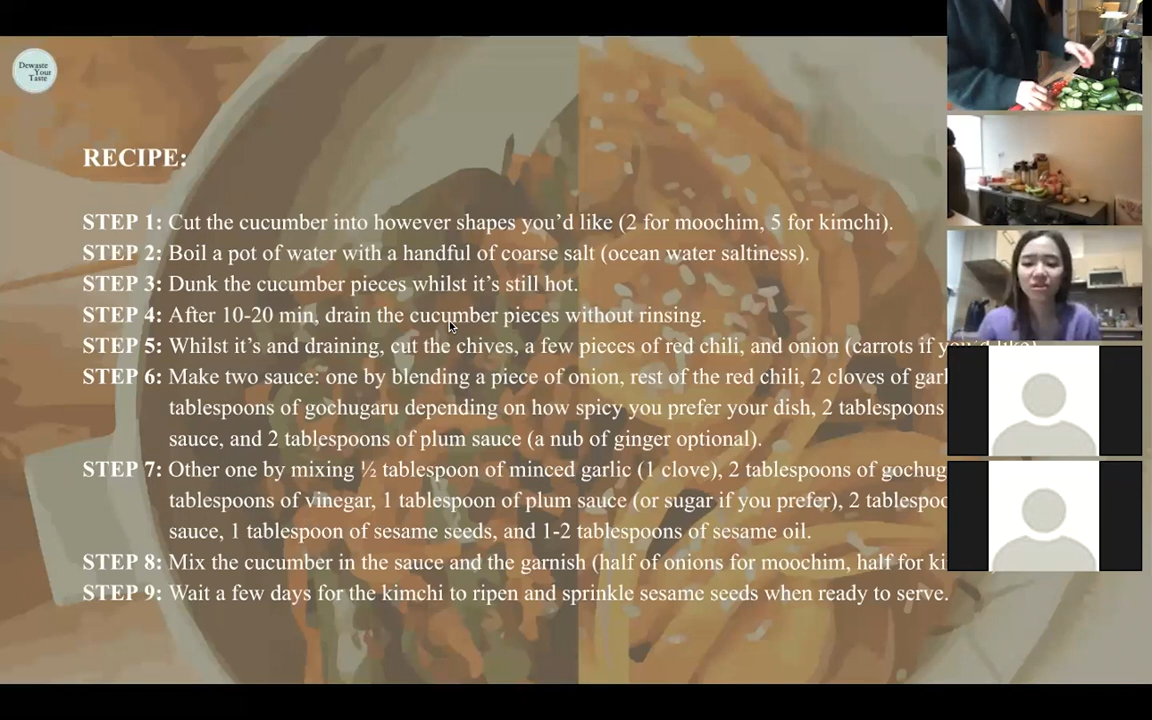 Dewaste
Your
Taste
RECIPE:
STEP 1: Cut the cucumber into however shapes you'd like (2 for moochim, 5 for kimchi).
STEP 2: Boil a pot of water with a handful of coarse salt (ocean water saltiness).
STEP 3: Dunk the cucumber pieces whilst it's still hot.
STEP 4: After 10-20 min, drain the cucumber pieces without rinsing.
STEP 5: Whilst it's and draining, cut the chives, a few pieces of red chili, and onion (carrots if you'd like).
STEP 6: Make two sauce: one by blending a piece of onion, rest of the red chili, 2 cloves of
tablespoons of gochugaru depending on how spicy you prefer your dish, 2 tablespoons
sauce, and 2 tablespoons of plum sauce (a nub of ginger optional).
STEP 7: Other one by mixing ½ tablespoon of minced garlic (1 clove), 2 tablespoons of
tablespoons of vinegar, 1 tablespoon of plum sauce (or sugar if you prefer), 2
sauce, 1 tablespoon of sesame seeds, and 1-2 tablespoons of sesame oil.
STEP 8: Mix the cucumber in the sauce and the garnish (half of onions for moochim, half for
STEP 9: Wait a few days for the kimchi to ripen and sprinkle sesame seeds when ready to serve.